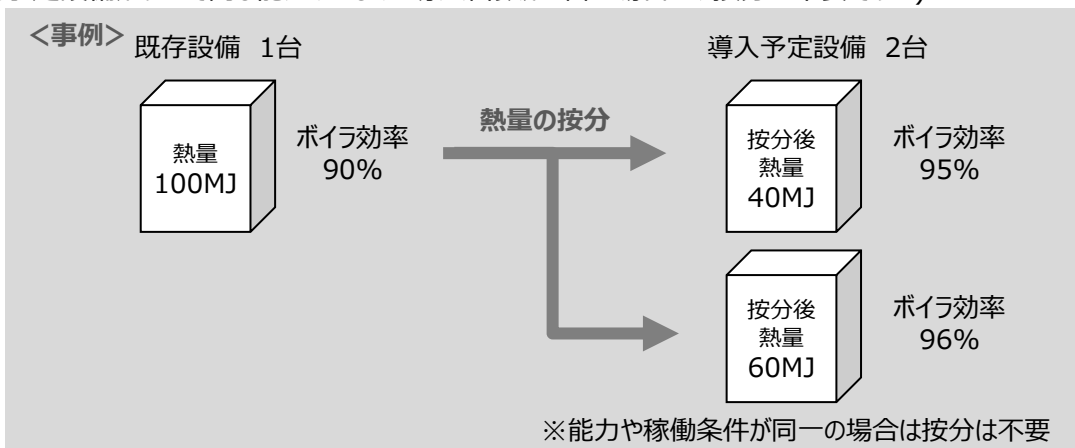 <事例>
既存設備 1台
導入予定設備 2台
熱量
100MJ
ボイラ効率
90%
熱量の按分
按分後
熱量
40MJ
ボイラ効率
95%
按分後
熱量
60MJ
ボイラ効率
96%
※能力や稼働条件が同一の場合は按分は不要